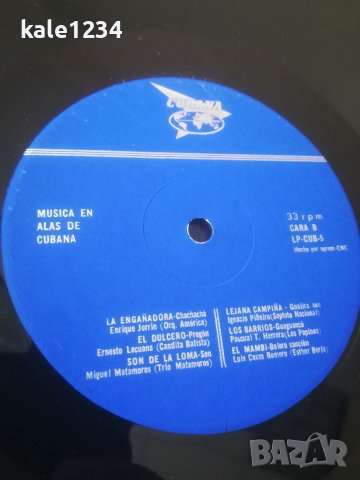 kale1234
CUBANA
MUSICA EN
ALAS DE
CUBANA
33 rpm
CARA B
LP-CUB-5
Hecho por egrem-CNC
LA ENGAÑADORA-Chachachá
Enrique Jorrín (Orq. América)
EL DULCERO-Pregón
Ernesto Lecuona (Candita Batista)
SON DE LA LOMA-Son
Miguel Matamoros (Trío Matamoros)
LEJANA CAMPIÑA - Guajira son
Ignacio Piñeiro(Septeto Nacional)
LOS BARRIOS-Guaguancó
Pascual T. Herrera(Los Papines)
EL MAMBI-Bolero canción
Luis Casas Romero (Esther Borja)
BAZAR